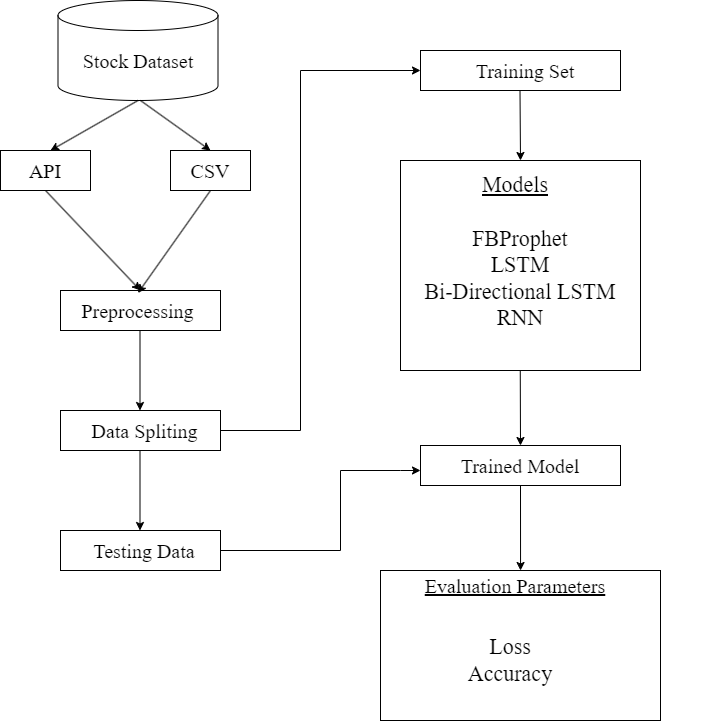 Stock Dataset
API
CSV
Preprocessing
Data Spliting
Testing Data
Training Set
Models
FBProphet
LSTM
Bi-Directional LSTM
RNN
Trained Model
Evaluation Parameters
Loss
Accuracy